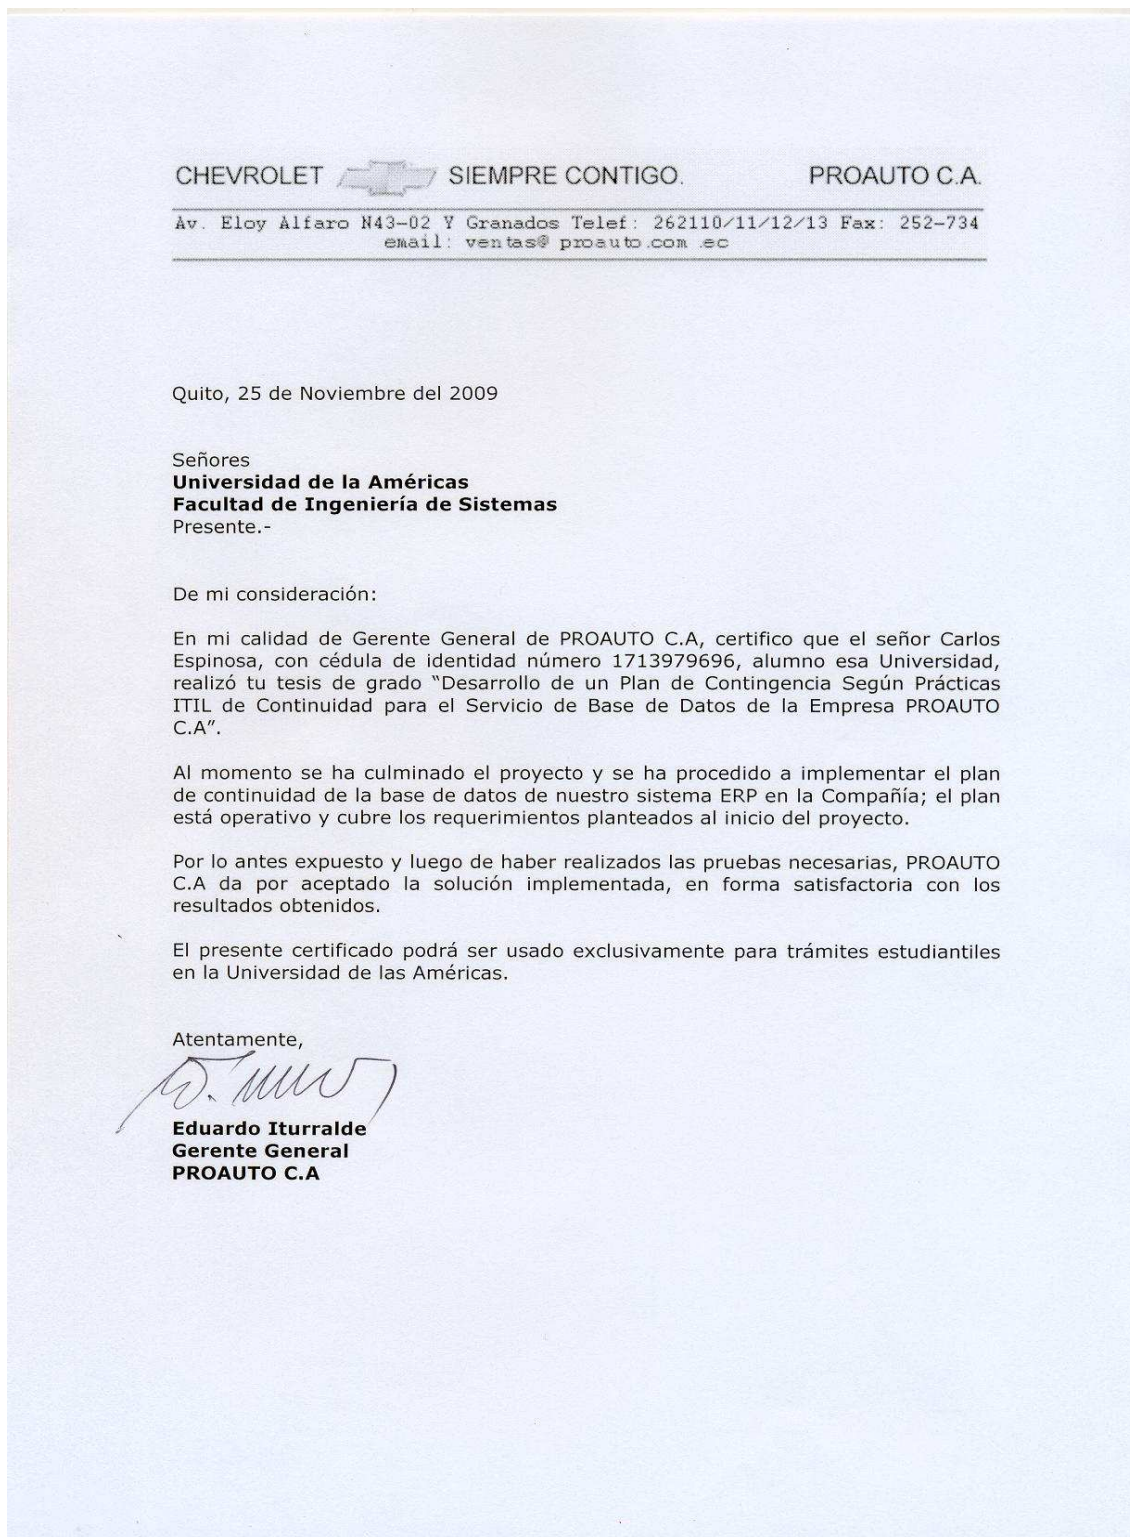 CHEVROLET SIEMPRE CONTIGO. PROAUTO C.A.
Av. Eloy Alfaro N43-02 Y Granados Telef: 262110/11/12/13 Fax: 252-734
email: ventas@ proauto.com .ec
Quito, 25 de Noviembre del 2009
Señores
Universidad de la Américas
Facultad de Ingeniería de Sistemas
Presente.-
De mi consideración:
En mi calidad de Gerente General de PROAUTO C.A, certifico que el señor Carlos
Espinosa, con cédula de identidad número 1713979696, alumno esa Universidad,
realizó tu tesis de grado “Desarrollo de un Plan de Contingencia Según Prácticas
ITIL de Continuidad para el Servicio de Base de Datos de la Empresa PROAUTO
C.A”.
Al momento se ha culminado el proyecto y se ha procedido a implementar el plan
de continuidad de la base de datos de nuestro sistema ERP en la Compañía; el plan
está operativo y cubre los requerimientos planteados al inicio del proyecto.
Por lo antes expuesto y luego de haber realizados las pruebas necesarias, PROAUTO
C.A da por aceptado la solución implementada, en forma satisfactoria con los
resultados obtenidos.
El presente certificado podrá ser usado exclusivamente para trámites estudiantiles
en la Universidad de las Américas.
Atentamente,
Eduardo Iturralde
Gerente General
PROAUTO C.A